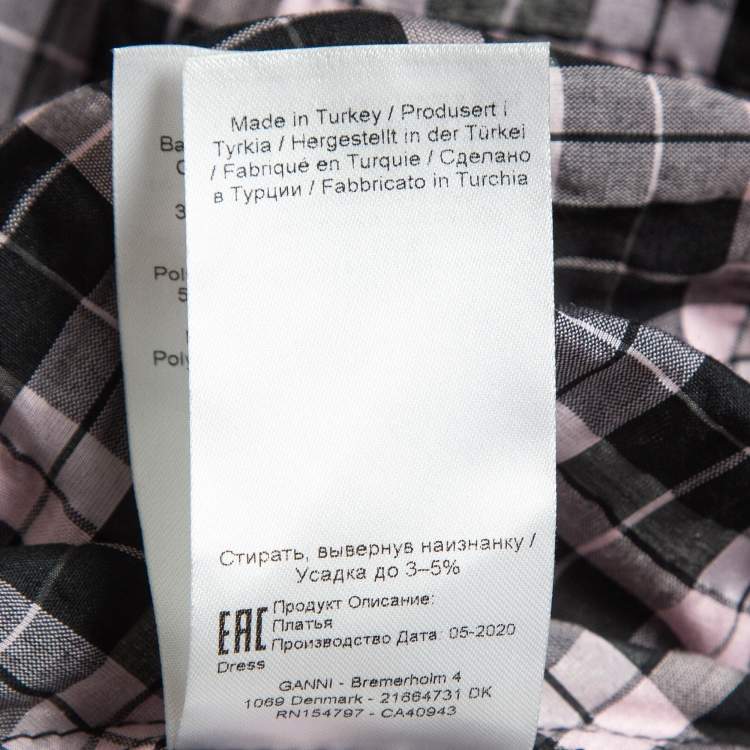 Made in Turkey / Produsert i
Tyrkia / Hergestellt in der Türkei
/ Fabriqué en Turquie / Сделано
в Турции / Fabbricato in Turchia
Стирать, вывернув наизнанку /
Усадка до 3–5%
EAC
Продукт Описание:
Платья
Производство Дата: 05-2020
Dress
GANNI - Bremerholm 4
1069 Denmark - 21664731 DK
RN154797 - CA40943